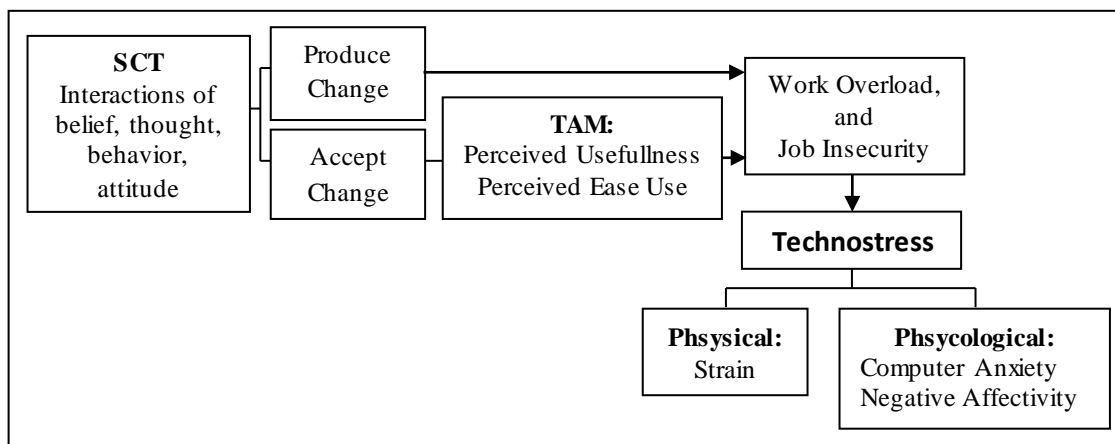 SCT
Interactions of
belief, thought,
behavior,
attitude
Produce
Change
Accept
Change
TAM:
Perceived Usefullness
Perceived Ease Use
Work Overload,
and
Job Insecurity
Technostress
Phsysical:
Strain
Phsycological:
Computer Anxiety
Negative Affectivity